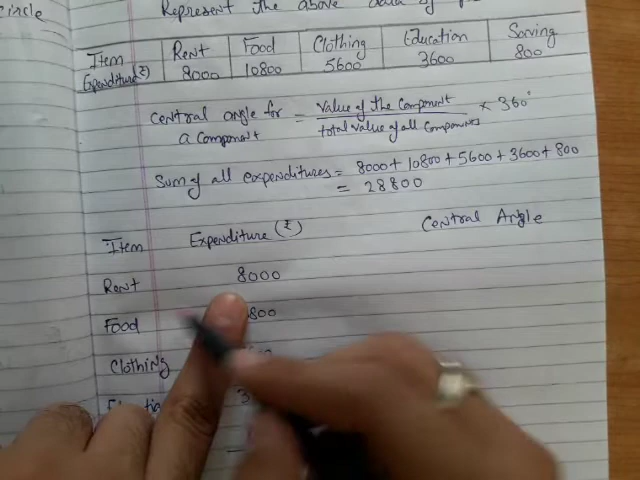 Circle
Represent the above data by
Item Rent Food Clothing Education Saving
Expenditure(₹) 8000 10800 5600 3600 800
Central angle for a Component = Value of the Component / total value of all Components × 360°
Sum of all expenditures = 8000 + 10800 + 5600 + 3600 + 800
= 28800
Item Expenditure (₹) Central Angle
Rent 8000
Food 800
Clothing
3